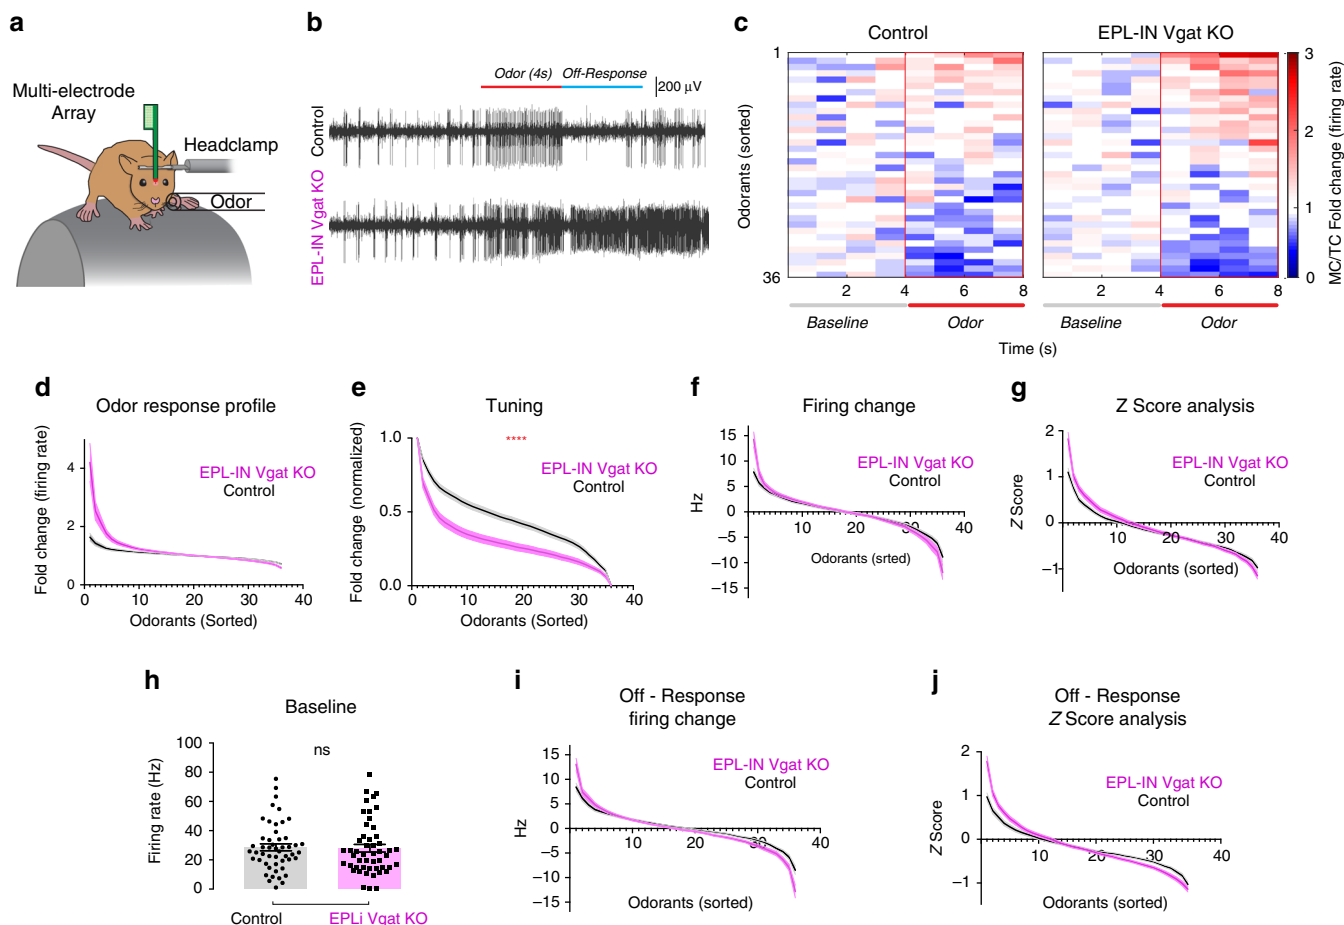 a
Multi-electrode
Array
Headclamp
Odor
b
Odor (4s) Off-Response
200 µV
Control
EPL-IN Vgat KO
c
Control EPL-IN Vgat KO
Odorants (sorted)
1
36
2 4 6 8
2 4 6 8
Baseline Odor
Baseline Odor
Time (s)
3
2
1
0
MC/TC Fold change (firing rate)
d
Odor response profile
EPL-IN Vgat KO
Control
Fold change (firing rate)
4
2
0
0 10 20 30 40
Odorants (Sorted)
e
Tuning
****
EPL-IN Vgat KO
Control
Fold change (normalized)
1.0
0.5
0.0
0 10 20 30 40
Odorants (Sorted)
f
Firing change
EPL-IN Vgat KO
Control
Hz
15
10
5
0
−5
−10
−15
10 20 30 40
Odorants (srted)
g
Z Score analysis
EPL-IN Vgat KO
Control
Z Score
2
1
0
−1
10 20 30 40
Odorants (sorted)
h
Baseline
ns
Firing rate (Hz)
100
80
60
40
20
0
Control EPLi Vgat KO
i
Off - Response
firing change
EPL-IN Vgat KO
Control
Hz
15
10
5
0
−5
−10
−15
10 20 30 40
Odorants (sorted)
j
Off - Response
Z Score analysis
EPL-IN Vgat KO
Control
Z Score
2
1
0
−1
10 20 30 40
Odorants (sorted)